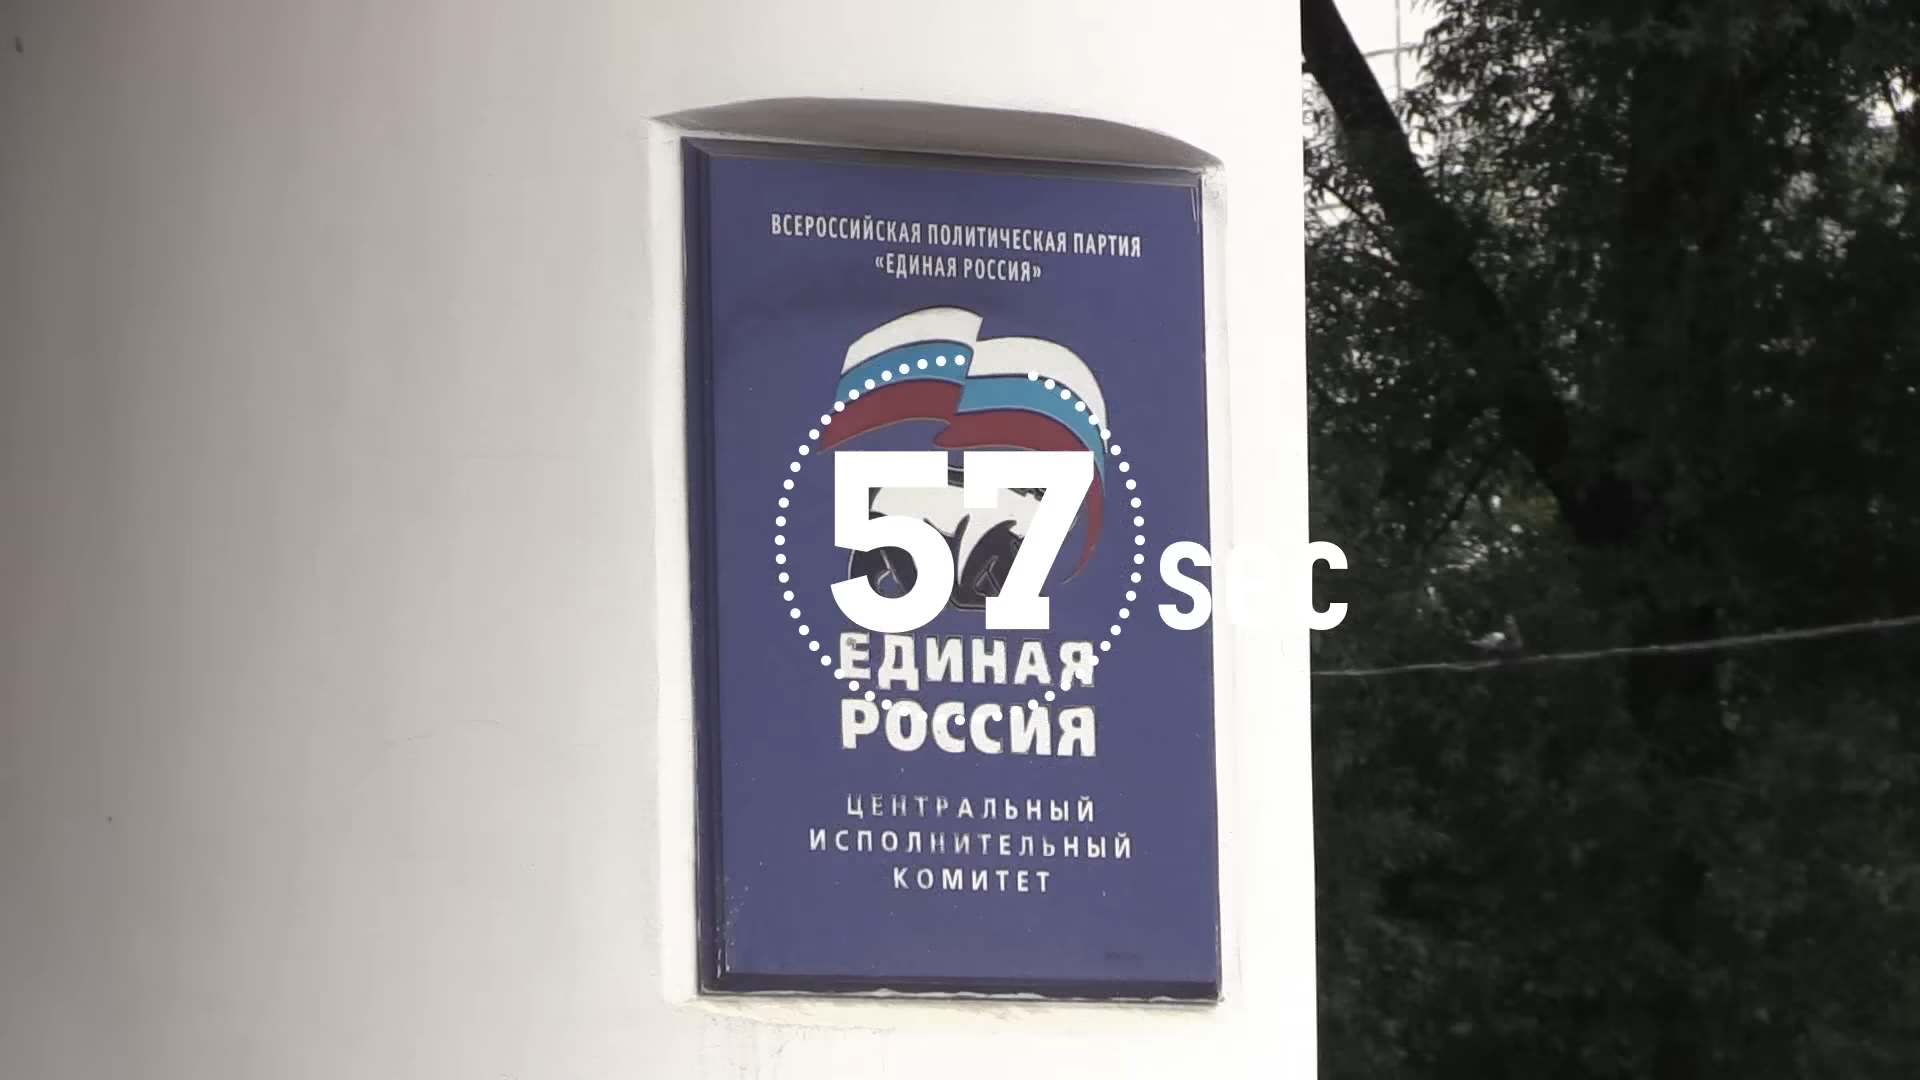 ВСЕРОССИЙСКАЯ ПОЛИТИЧЕСКАЯ ПАРТИЯ
«ЕДИНАЯ РОССИЯ»
57 sec
ЕДИНАЯ
РОССИЯ
ЦЕНТРАЛЬНЫЙ
ИСПОЛНИТЕЛЬНЫЙ
КОМИТЕТ